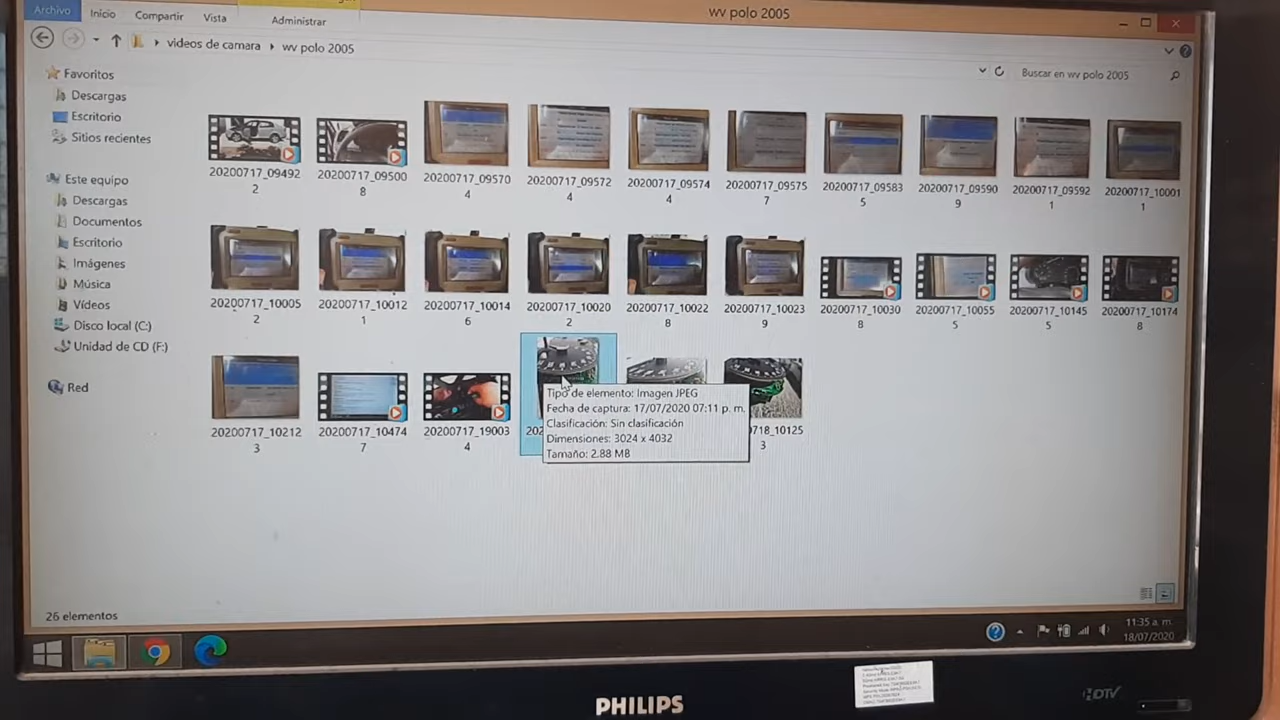 wv polo 2005
Archivo
Inicio
Compartir
Vista
Administrar
videos de camara
wv polo 2005
Buscar en wv polo 2005
Favoritos
Descargas
Escritorio
Sitios recientes
Este equipo
Descargas
Documentos
Escritorio
Imágenes
Música
Vídeos
Disco local (C:)
Unidad de CD (F:)
Red
20200717_09492
2
20200717_09500
8
20200717_09570
4
20200717_09572
4
20200717_09574
4
20200717_09575
7
20200717_09583
5
20200717_09590
9
20200717_09592
1
20200717_10001
1
20200717_10005
2
20200717_10012
1
20200717_10014
6
20200717_10020
2
20200717_10022
8
20200717_10023
9
20200717_10030
8
20200717_10055
5
20200717_10145
5
20200717_10174
8
20200717_10212
3
20200717_10474
7
20200717_19003
4
202
718_10125
3
Tipo de elemento: Imagen JPEG
Fecha de captura: 17/07/2020 07:11 p. m.
Clasificación: Sin clasificación
Dimensiones: 3024 x 4032
Tamaño: 2.88 MB
26 elementos
11:35 a. m.
18/07/2020
PHILIPS
HDTV